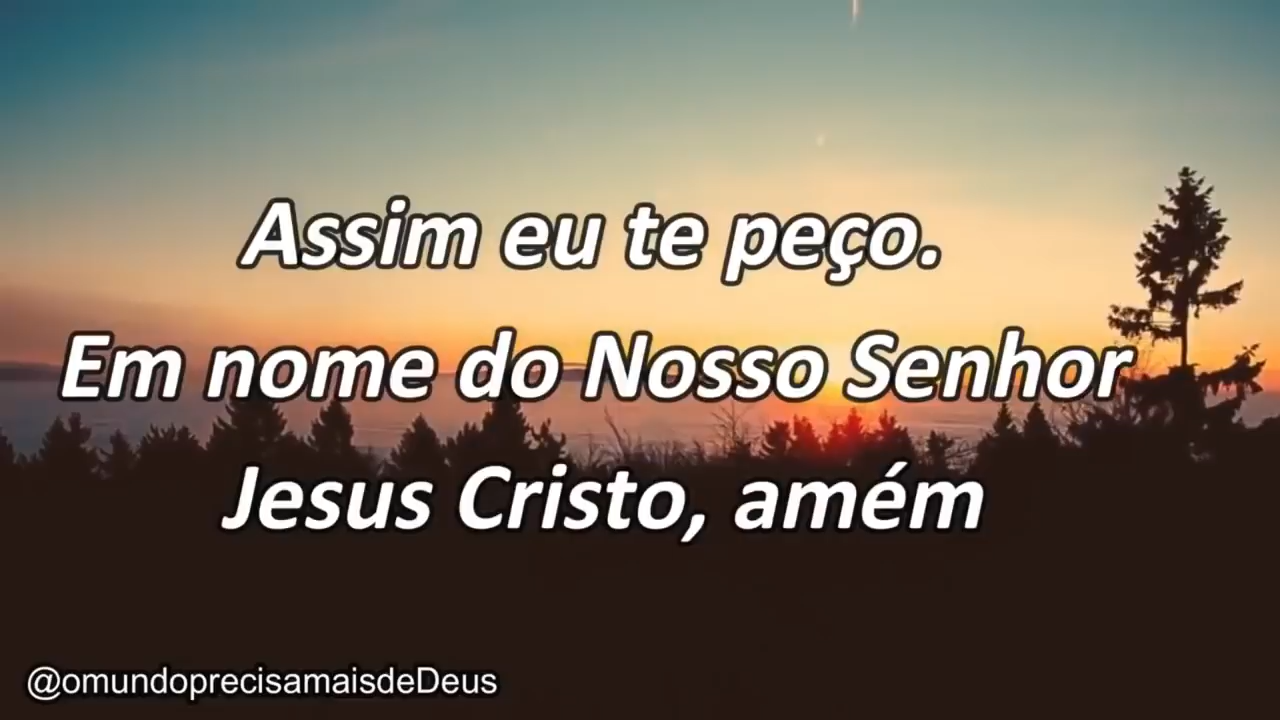 Assim eu te peço.
Em nome do Nosso Senhor
Jesus Cristo, amém
@omundoprecisamaisdeDeus